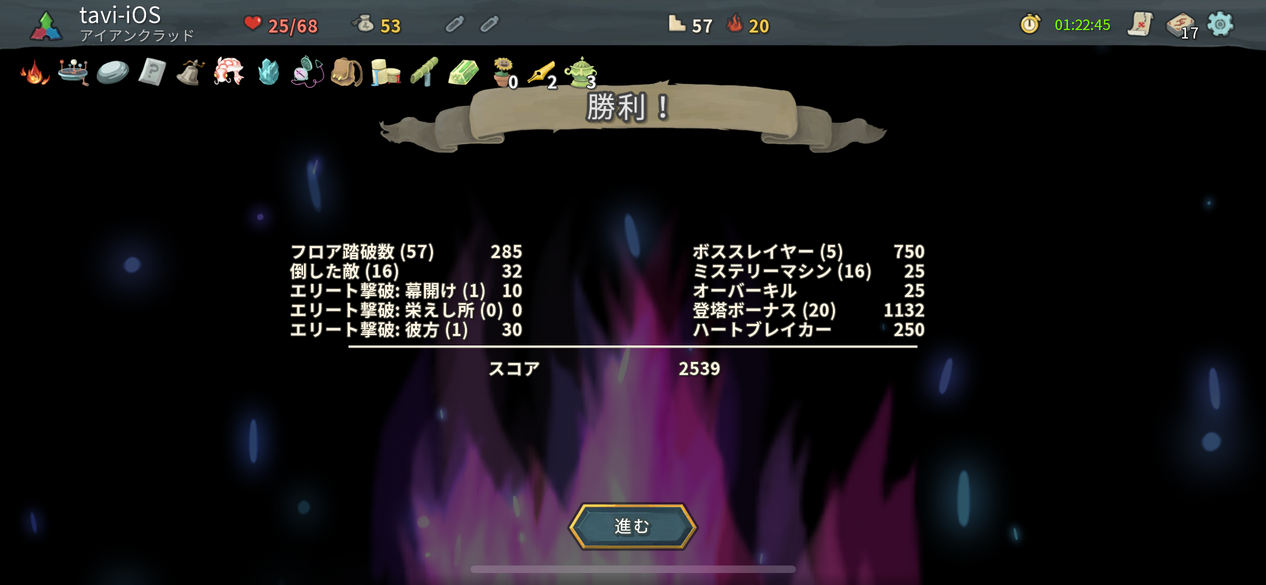 tavi-iOS
アイアンクラッド
25/68
53
57
20
01:22:45
17
0
2
3
勝利！
フロア踏破数 (57) 285
倒した敵 (16) 32
エリート撃破: 幕開け (1) 10
エリート撃破: 栄えし所 (0) 0
エリート撃破: 彼方 (1) 30
ボススレイヤー (5) 750
ミステリーマシン (16) 25
オーバーキル 25
登塔ボーナス (20) 1132
ハートブレイカー 250
スコア 2539
進む